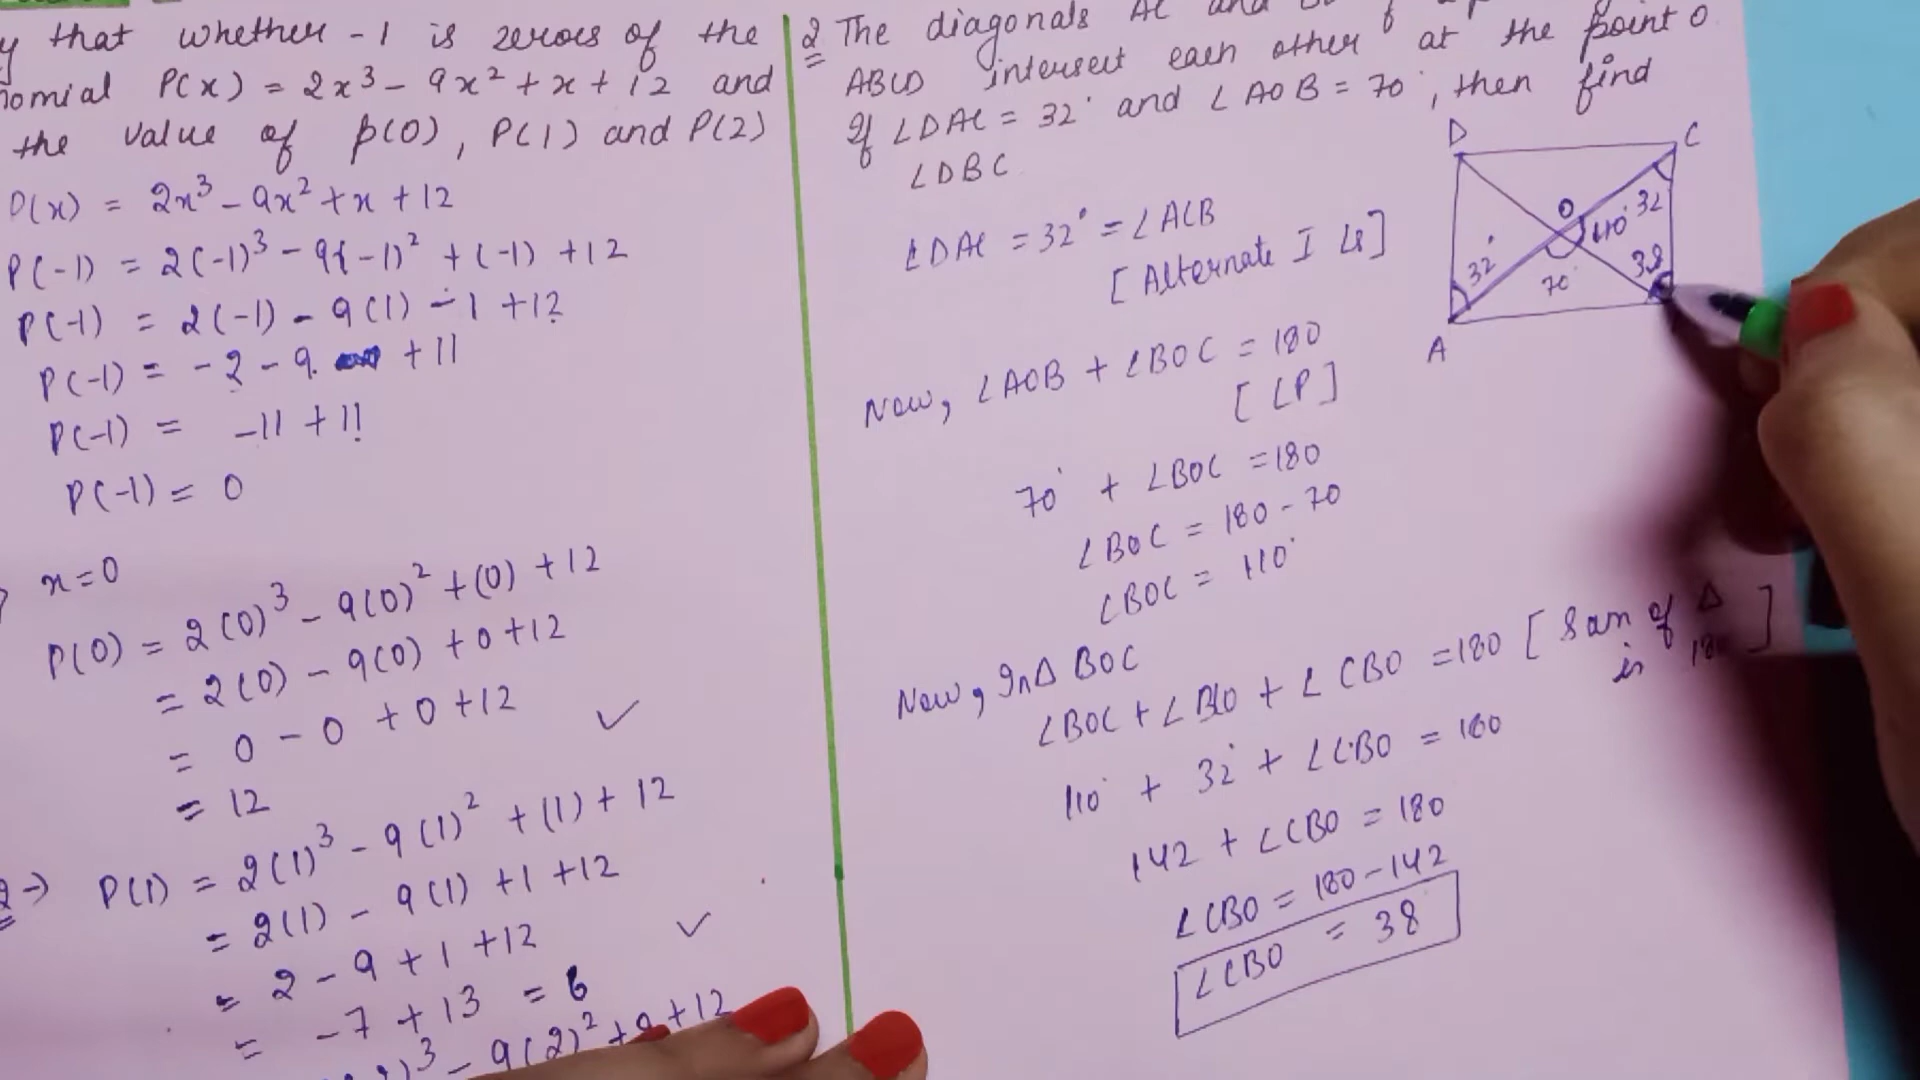 y that whether -1 is zeroes of the
nomial P(x) = 2x³ - 9x² + x + 12 and
the value of p(0), P(1) and P(2)
P(x) = 2x³ - 9x² + x + 12
P(-1) = 2(-1)³ - 9(-1)² + (-1) + 12
P(-1) = 2(-1) - 9(1) - 1 + 12
P(-1) = -2 - 9 + 11
P(-1) = -11 + 11
P(-1) = 0
x = 0
P(0) = 2(0)³ - 9(0)² + (0) + 12
= 2(0) - 9(0) + 0 + 12
= 0 - 0 + 0 + 12 ✓
= 12
2→ P(1) = 2(1)³ - 9(1)² + (1) + 12
= 2(1) - 9(1) + 1 + 12
= 2 - 9 + 1 + 12 ✓
= -7 + 13 = 6
)³ - 9(2)² + 2 + 12
2 The diagonals AC and
ABCD intersect each other at the point O
If ∠DAC = 32° and ∠AOB = 70°, then find
∠DBC
∠DAC = 32° = ∠ACB
[Alternate I ∠s]
Now, ∠AOB + ∠BOC = 180
[LP]
70° + ∠BOC = 180
∠BOC = 180 - 70
∠BOC = 110°
Now, In Δ BOC
∠BOC + ∠BCO + ∠CBO = 180 [Sum of Δ
is 180]
110° + 32° + ∠CBO = 180
142 + ∠CBO = 180
∠CBO = 180 - 142
∠CBO = 38
D
C
O
32
110°
32°
38
70°
A